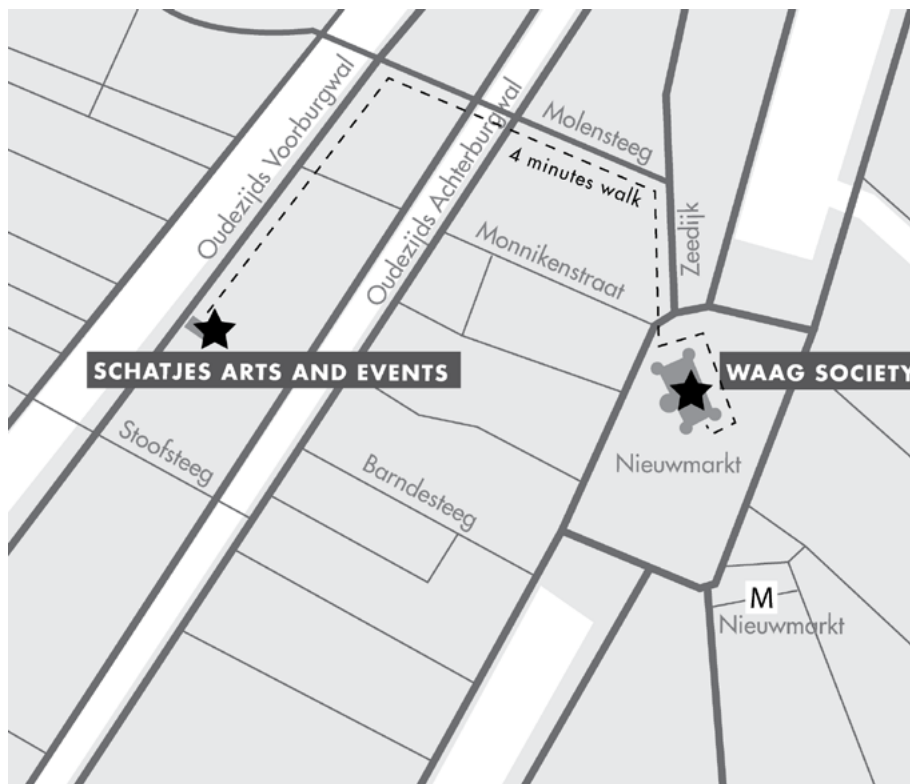 Oudezijds Voorburgwal
Oudezijds Achterburgwal
Molensteeg
4 minutes walk
Zeedijk
Monnikenstraat
SCHATJES ARTS AND EVENTS
WAAG SOCIETY
Stoofsteeg
Barndesteeg
Nieuwmarkt
M
Nieuwmarkt